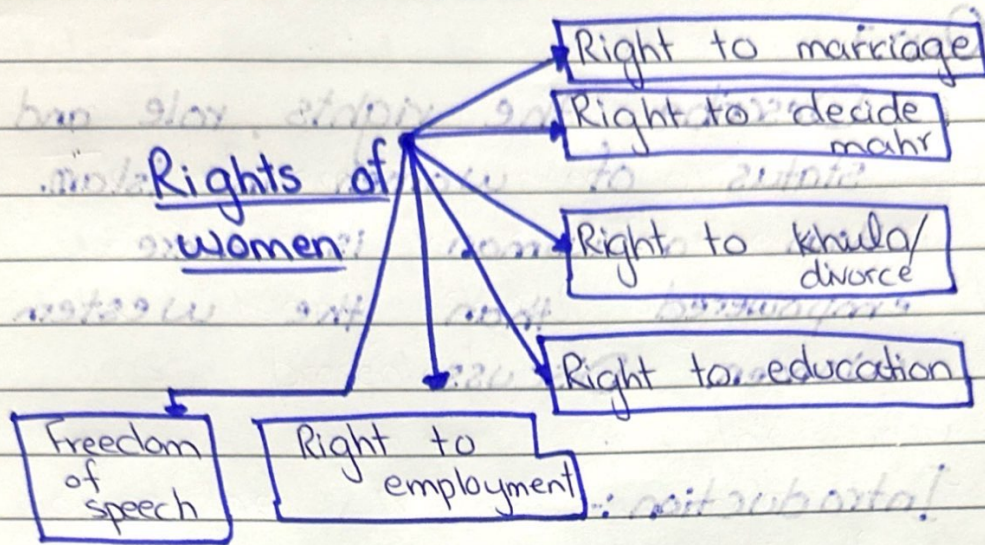 Rights of
women
Right to marriage
Right to decide
mahr
Right to khula/
divorce
Right to education
Right to
employment
Freedom
of
speech